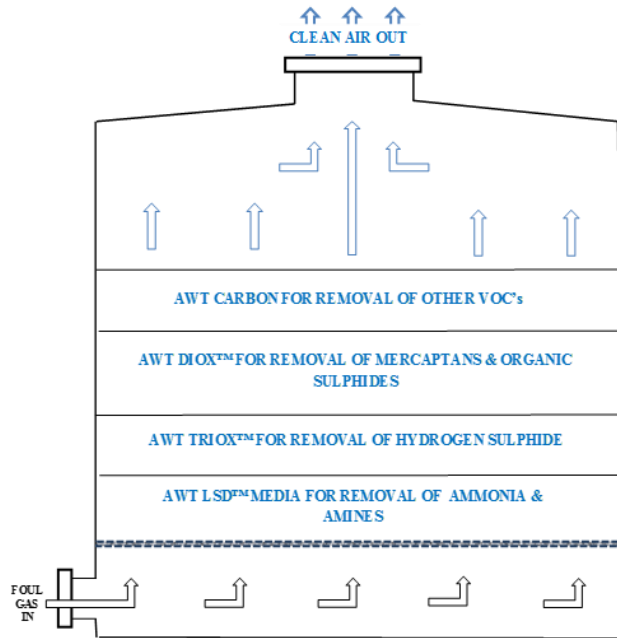 CLEAN AIR OUT
AWT CARBON FOR REMOVAL OF OTHER VOC's
AWT DIOX™ FOR REMOVAL OF MERCAPTANS & ORGANIC
SULPHIDES
AWT TRIOX™ FOR REMOVAL OF HYDROGEN SULPHIDE
AWT LSD™ MEDIA FOR REMOVAL OF AMMONIA &
AMINES
FOUL
GAS
IN